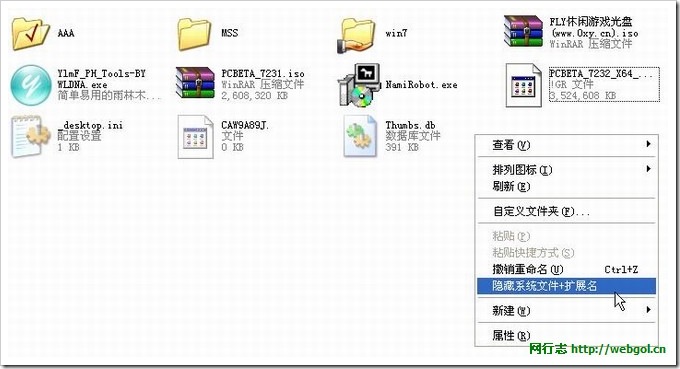 AAA
MSS
win7
FLY休闲游戏光盘
(www.Oxy.cn).iso
WinRAR 压缩文件
YlmF_PH_Tools-BY
WLDNA.exe
简单易用的雨林木...
PCBETA_7231.iso
WinRAR 压缩文件
2,608,320 KB
NamiRobot.exe
PCBETA_7232_X64_...
!GR 文件
3,524,608 KB
_desktop.ini
配置设置
1 KB
CAW9A89J.
文件
0 KB
Thumbs.db
数据库文件
391 KB
查看(V)
排列图标(I)
刷新(E)
自定义文件夹(F)...
粘贴(P)
粘贴快捷方式(S)
撤销重命名(U) Ctrl+Z
隐藏系统文件+扩展名
新建(W)
属性(R)
网行志 http://webgol.cn